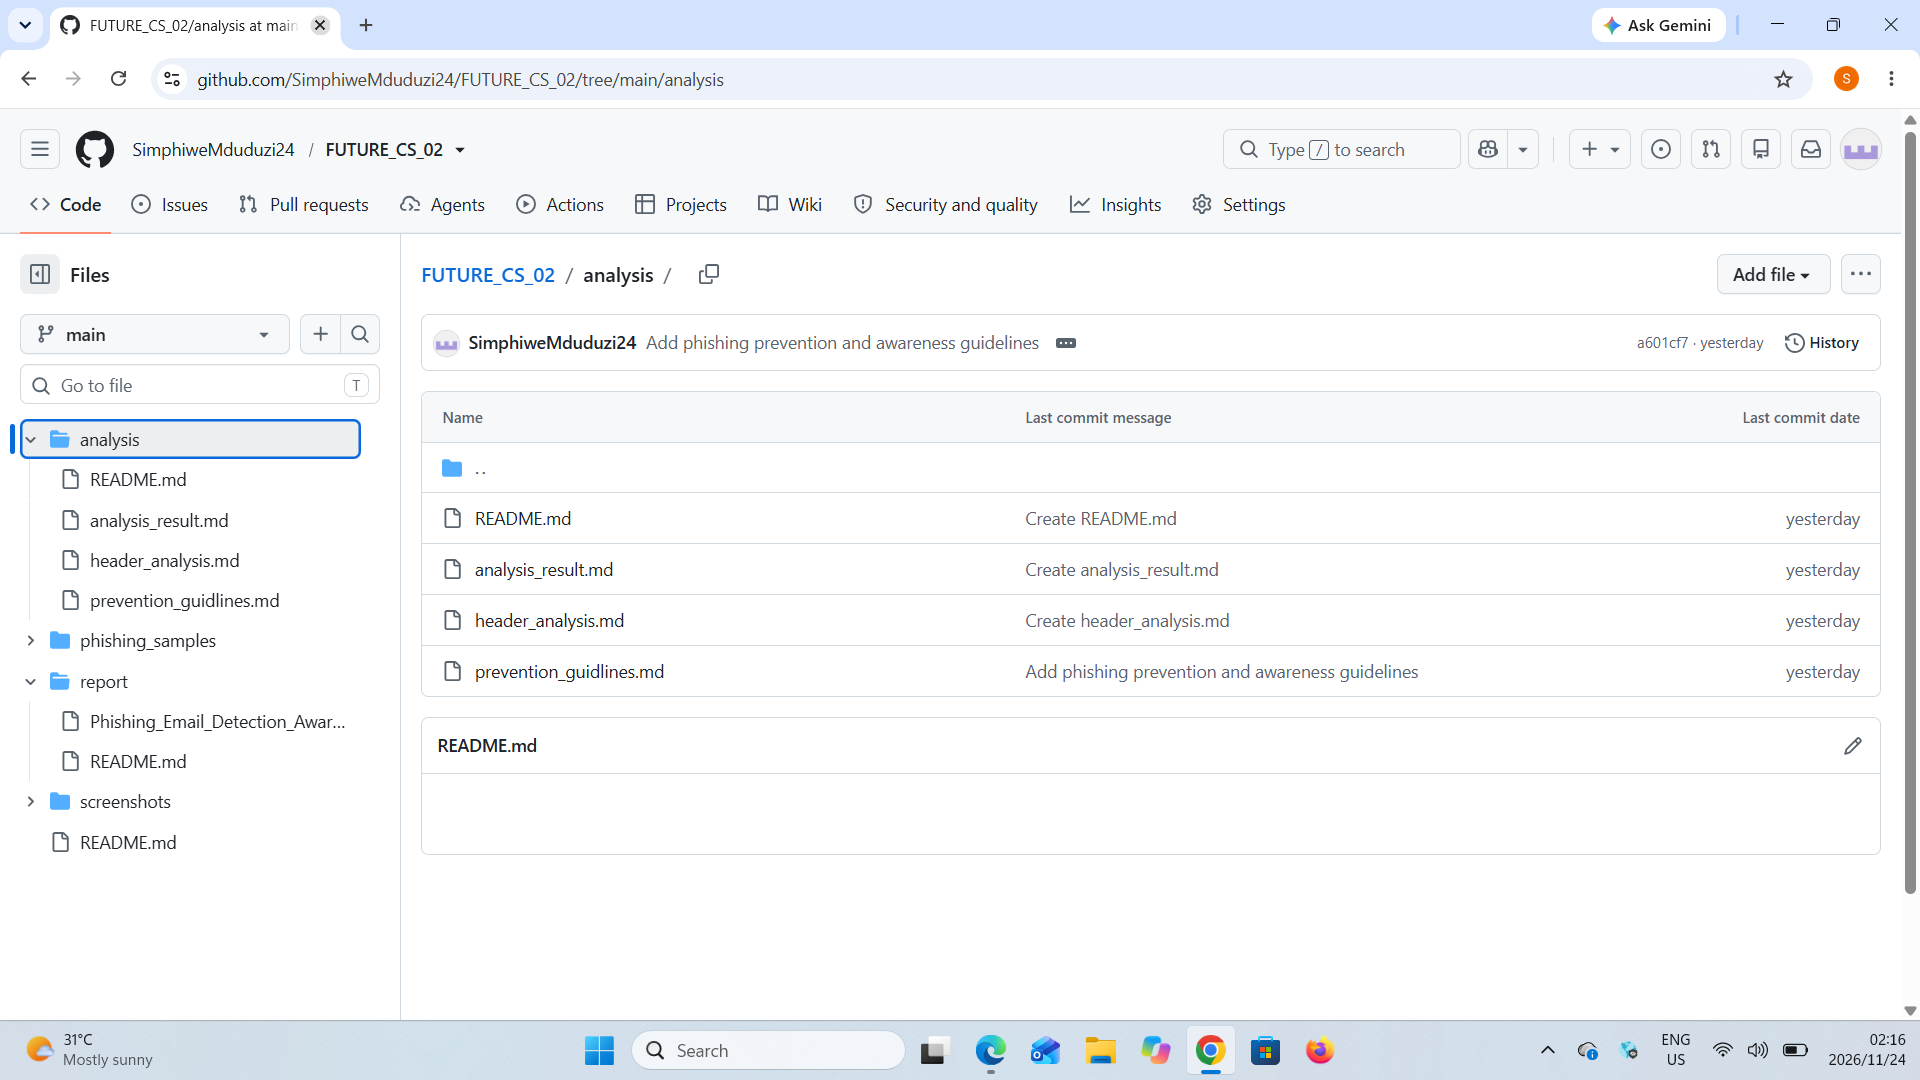 FUTURE_CS_02/analysis at main
Ask Gemini
github.com/SimphiweMduduzi24/FUTURE_CS_02/tree/main/analysis
S
SimphiweMduduzi24 / FUTURE_CS_02
Type / to search
Code
Issues
Pull requests
Agents
Actions
Projects
Wiki
Security and quality
Insights
Settings
Files
main
Go to file
T
analysis
README.md
analysis_result.md
header_analysis.md
prevention_guidlines.md
phishing_samples
report
Phishing_Email_Detection_Awar...
README.md
screenshots
README.md
FUTURE_CS_02 / analysis /
Add file
SimphiweMduduzi24 Add phishing prevention and awareness guidelines
a601cf7 · yesterday
History
Name Last commit message Last commit date
..
README.md Create README.md yesterday
analysis_result.md Create analysis_result.md yesterday
header_analysis.md Create header_analysis.md yesterday
prevention_guidlines.md Add phishing prevention and awareness guidelines yesterday
README.md
31°C
Mostly sunny
Search
ENG
US
02:16
2026/11/24